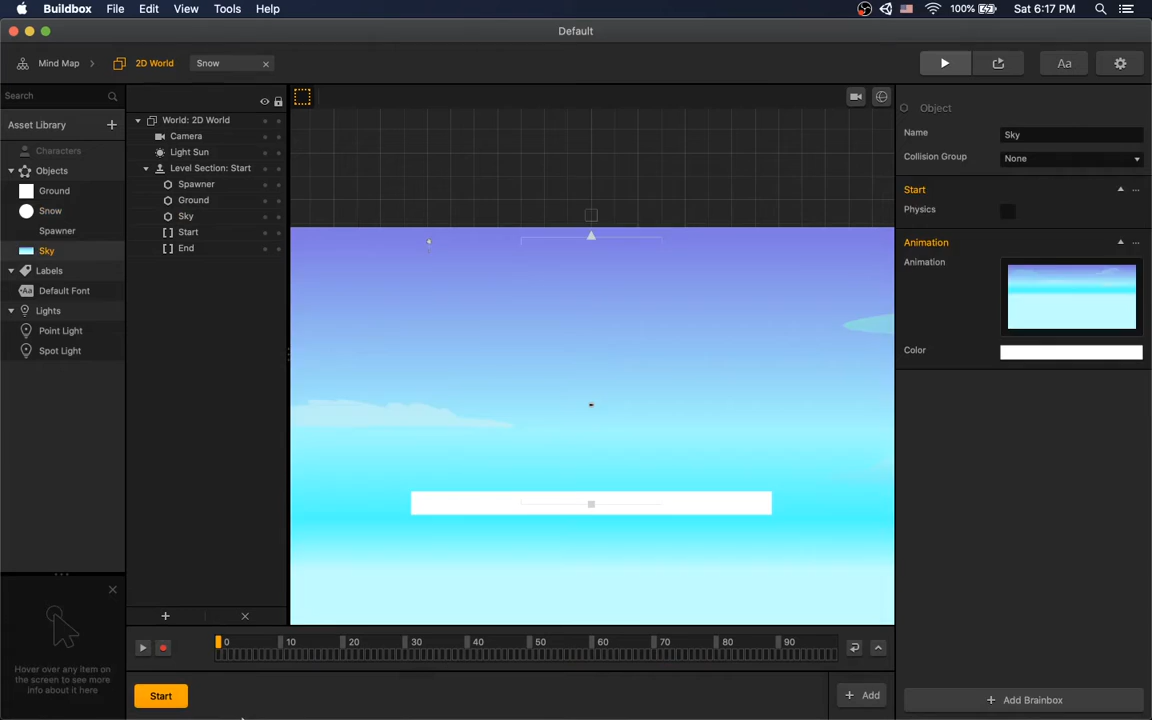 Buildbox File Edit View Tools Help 100% Sat 6:17 PM
Default
Mind Map 2D World Snow Aa
Search
Asset Library
Characters
Objects
Ground
Snow
Spawner
Sky
Labels
Aa Default Font
Lights
Point Light
Spot Light
Hover over any item on
the screen to see more
info about it here
World: 2D World
Camera
Light Sun
Level Section: Start
Spawner
Ground
Sky
Start
End
0 10 20 30 40 50 60 70 80 90
Start
Add
Object
Name Sky
Collision Group None
Start
Physics
Animation
Animation
Color
Add Brainbox